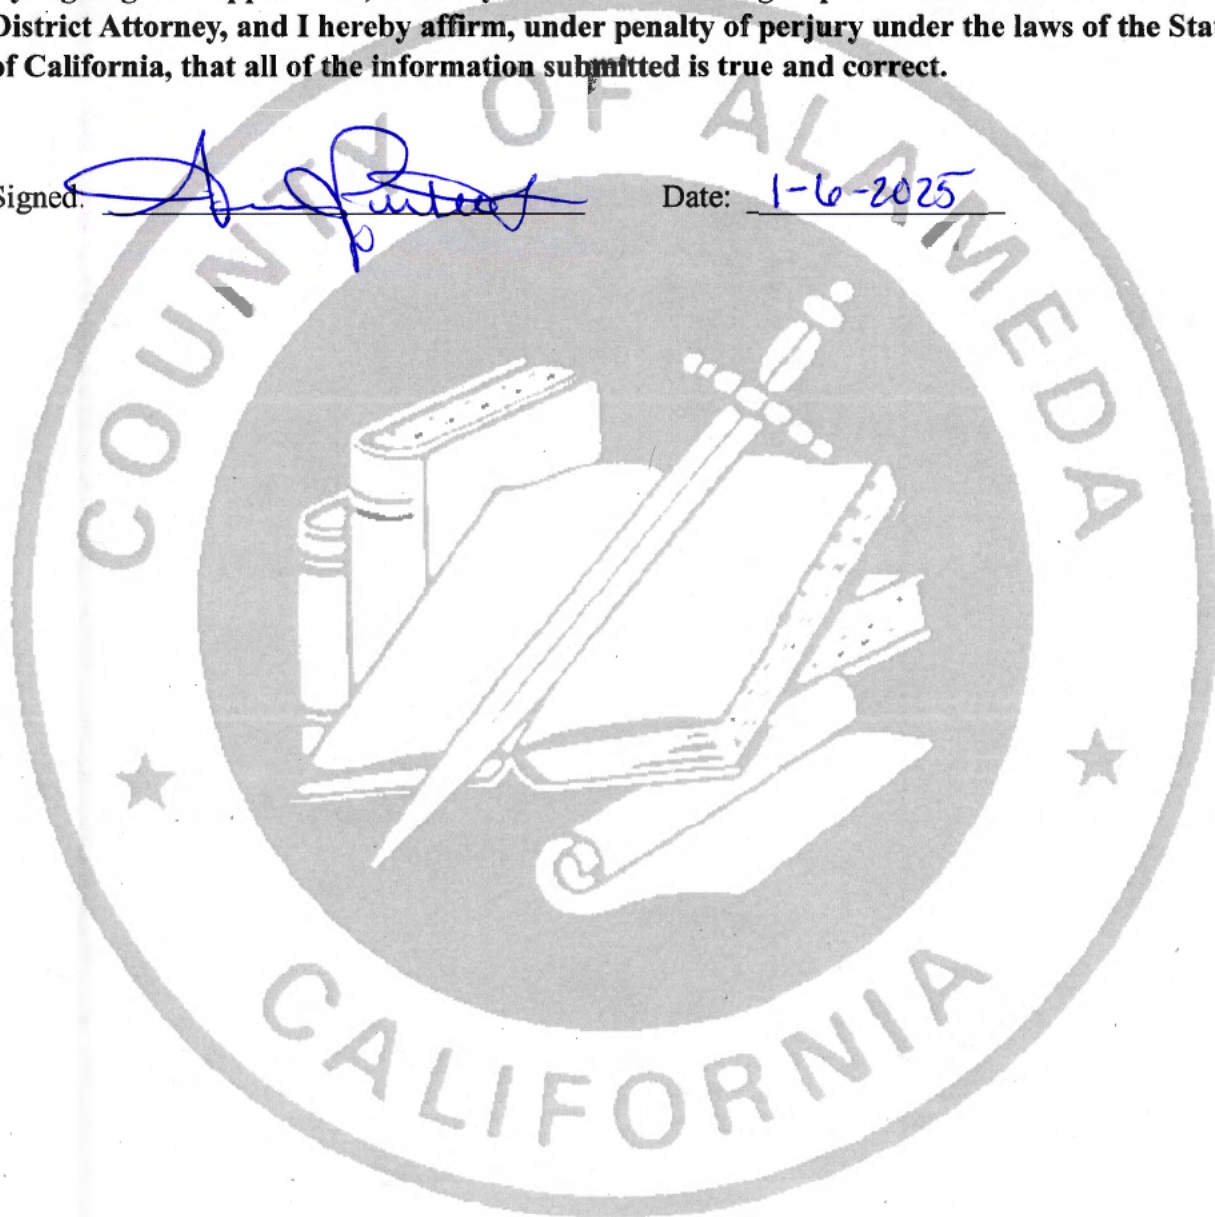 District Attorney, and I hereby affirm, under penalty of perjury under the laws of the Sta
of California, that all of the information submitted is true and correct.
Signed: Date: 1-6-2025
COUNTY OF ALAMEDA
CALIFORNIA